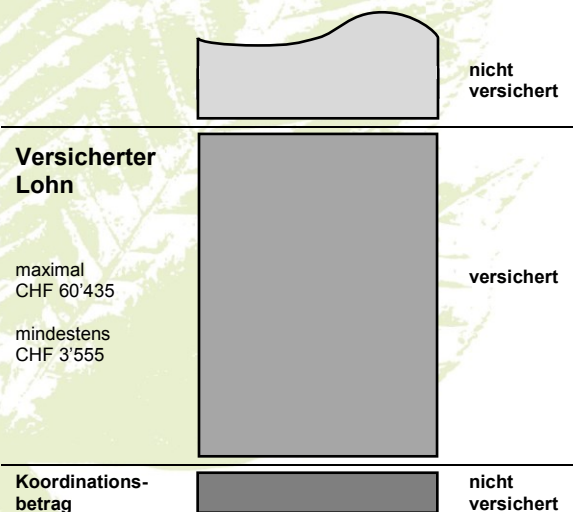 nicht
versichert
Versicherter
Lohn
maximal
CHF 60'435
versichert
mindestens
CHF 3'555
Koordinations-
betrag
nicht
versichert